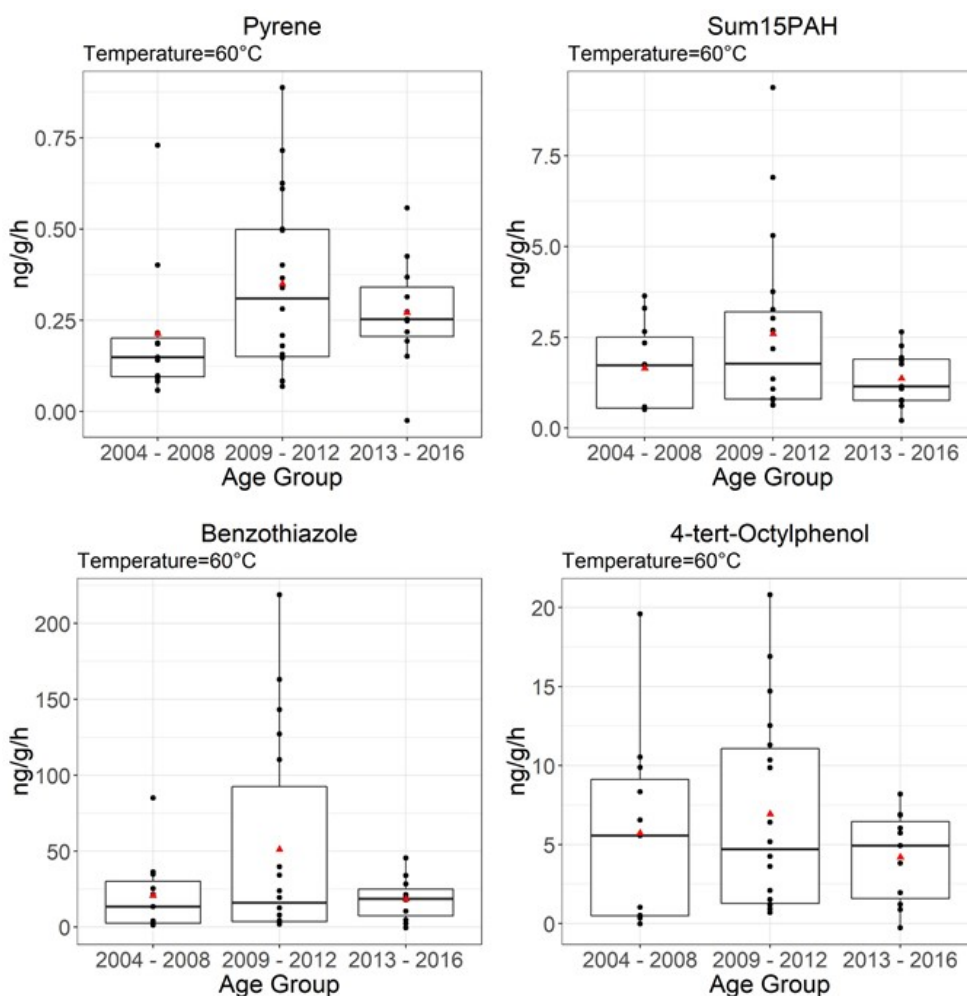 Pyrene
Temperature=60°C
ng/g/h
0.75
0.50
0.25
0.00
2004 - 2008 2009 - 2012 2013 - 2016
Age Group
Sum15PAH
Temperature=60°C
ng/g/h
7.5
5.0
2.5
0.0
2004 - 2008 2009 - 2012 2013 - 2016
Age Group
Benzothiazole
Temperature=60°C
ng/g/h
200
150
100
50
0
2004 - 2008 2009 - 2012 2013 - 2016
Age Group
4-tert-Octylphenol
Temperature=60°C
ng/g/h
20
15
10
5
0
2004 - 2008 2009 - 2012 2013 - 2016
Age Group